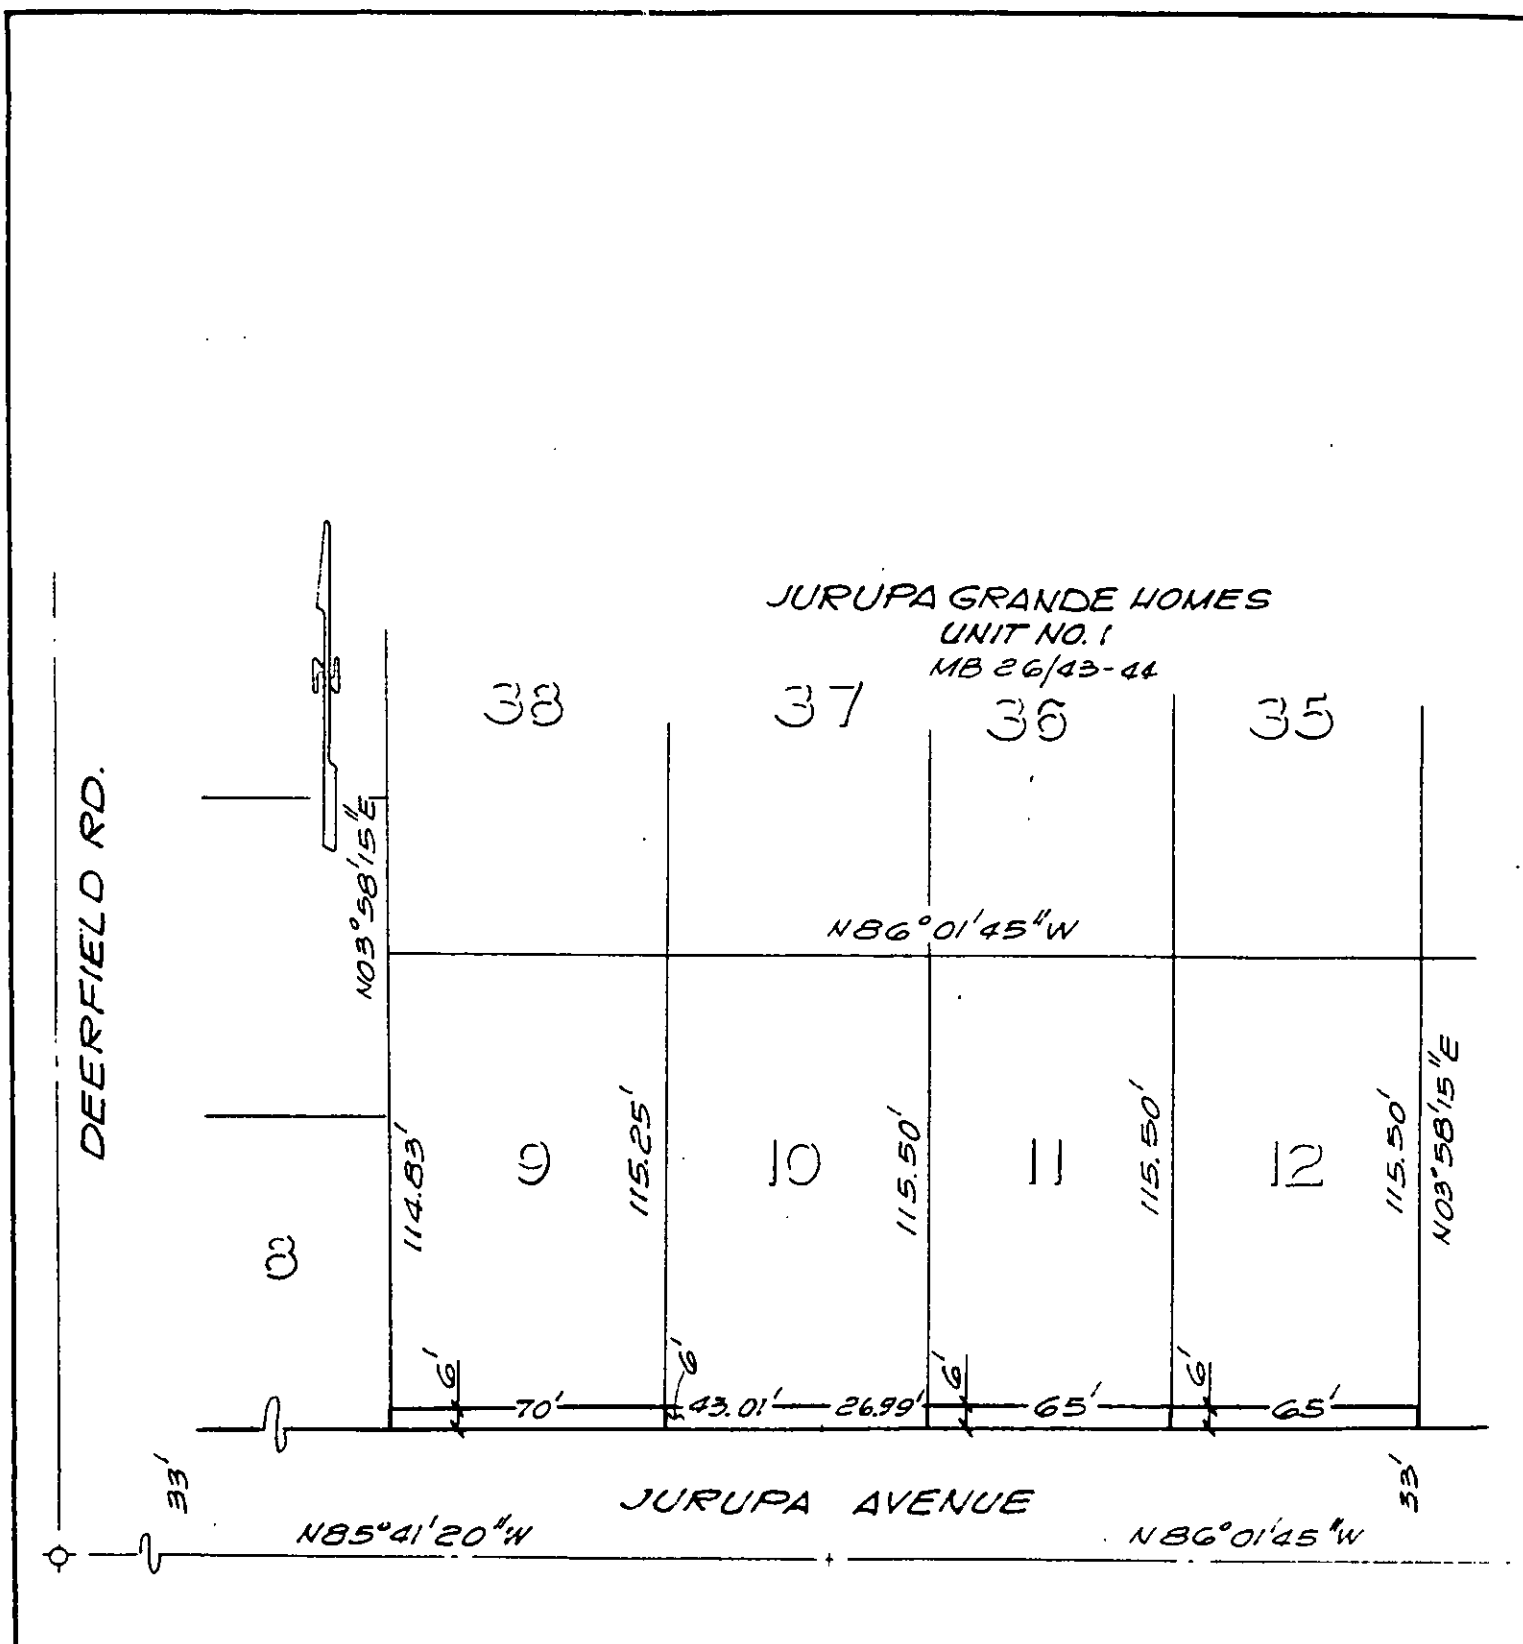 JURUPA GRANDE HOMES
UNIT NO. 1
MB 26/43-44
38
37
36
35
DEERFIELD RD.
N03°58'15"E
N86°01'45"W
114.83'
9
115.25'
10
115.50'
11
115.50'
12
115.50'
N03°58'15"E
8
6'
70'
6'
43.01'
26.99'
6'
65'
6'
65'
33'
JURUPA AVENUE
33'
N85°41'20"W
N86°01'45"W